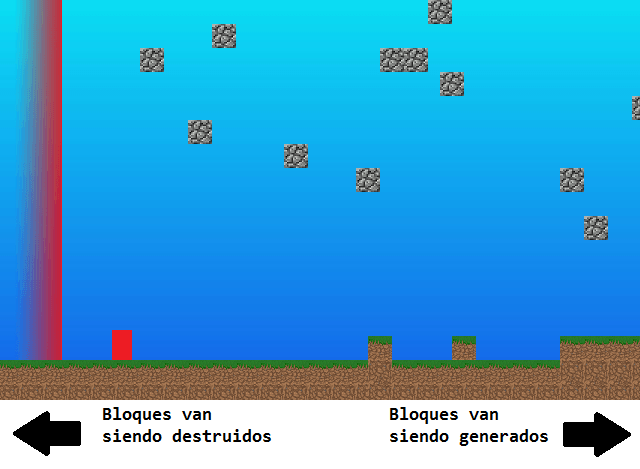 Bloques van
siendo destruidos
Bloques van
siendo generados